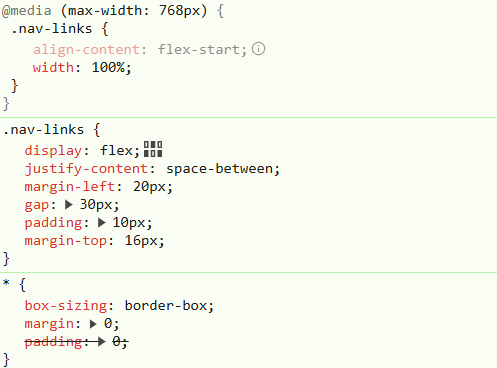 @media (max-width: 768px) {
.nav-links {
align-content: flex-start;
width: 100%;
}
}
.nav-links {
display: flex;
justify-content: space-between;
margin-left: 20px;
gap: 30px;
padding: 10px;
margin-top: 16px;
}
* {
box-sizing: border-box;
margin: 0;
padding: 0;
}